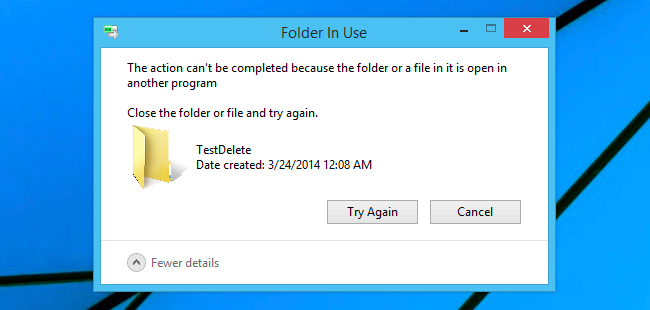 Folder In Use
The action can't be completed because the folder or a file in it is open in
another program
Close the folder or file and try again.
TestDelete
Date created: 3/24/2014 12:08 AM
Try Again
Cancel
Fewer details